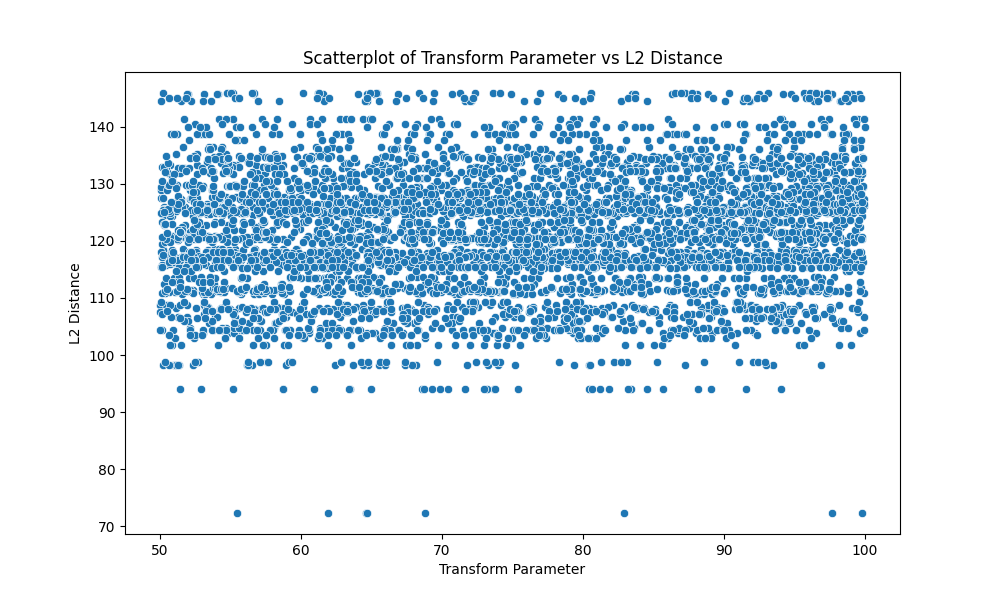 Scatterplot of Transform Parameter vs L2 Distance
L2 Distance
140
130
120
110
100
90
80
70
50 60 70 80 90 100
Transform Parameter